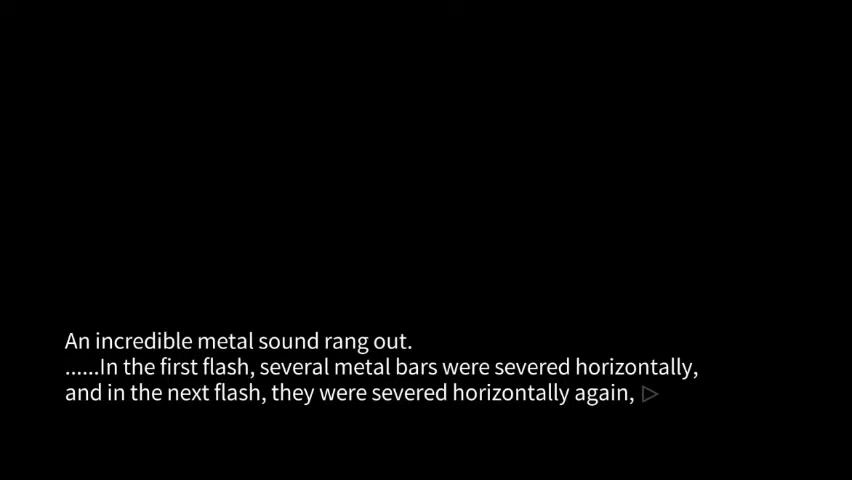 An incredible metal sound rang out.
......In the first flash, several metal bars were severed horizontally,
and in the next flash, they were severed horizontally again,